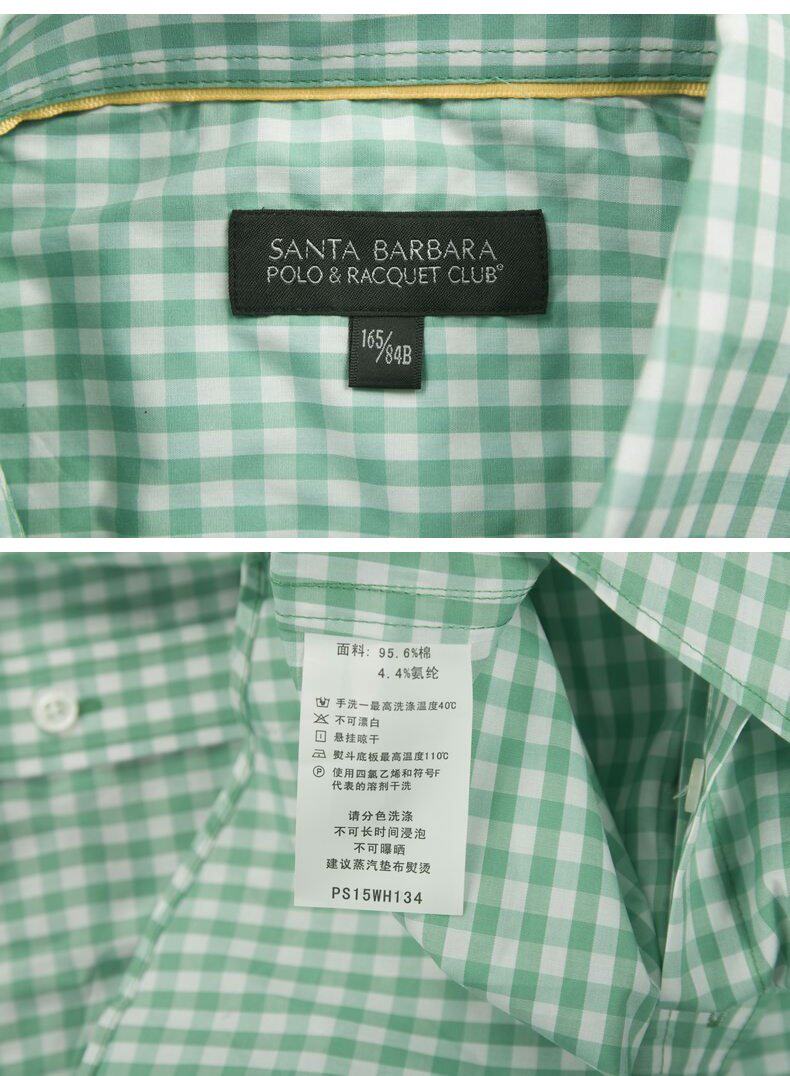 SANTA BARBARA
POLO & RACQUET CLUB®
165/84B
面料: 95.6%棉
4.4%氨纶
手洗一最高洗涤温度40℃
不可漂白
悬挂晾干
熨斗底板最高温度110℃
Ⓟ 使用四氯乙烯和符号F
代表的溶剂干洗
请分色洗涤
不可长时间浸泡
不可曝晒
建议蒸汽垫布熨烫
PS15WH134